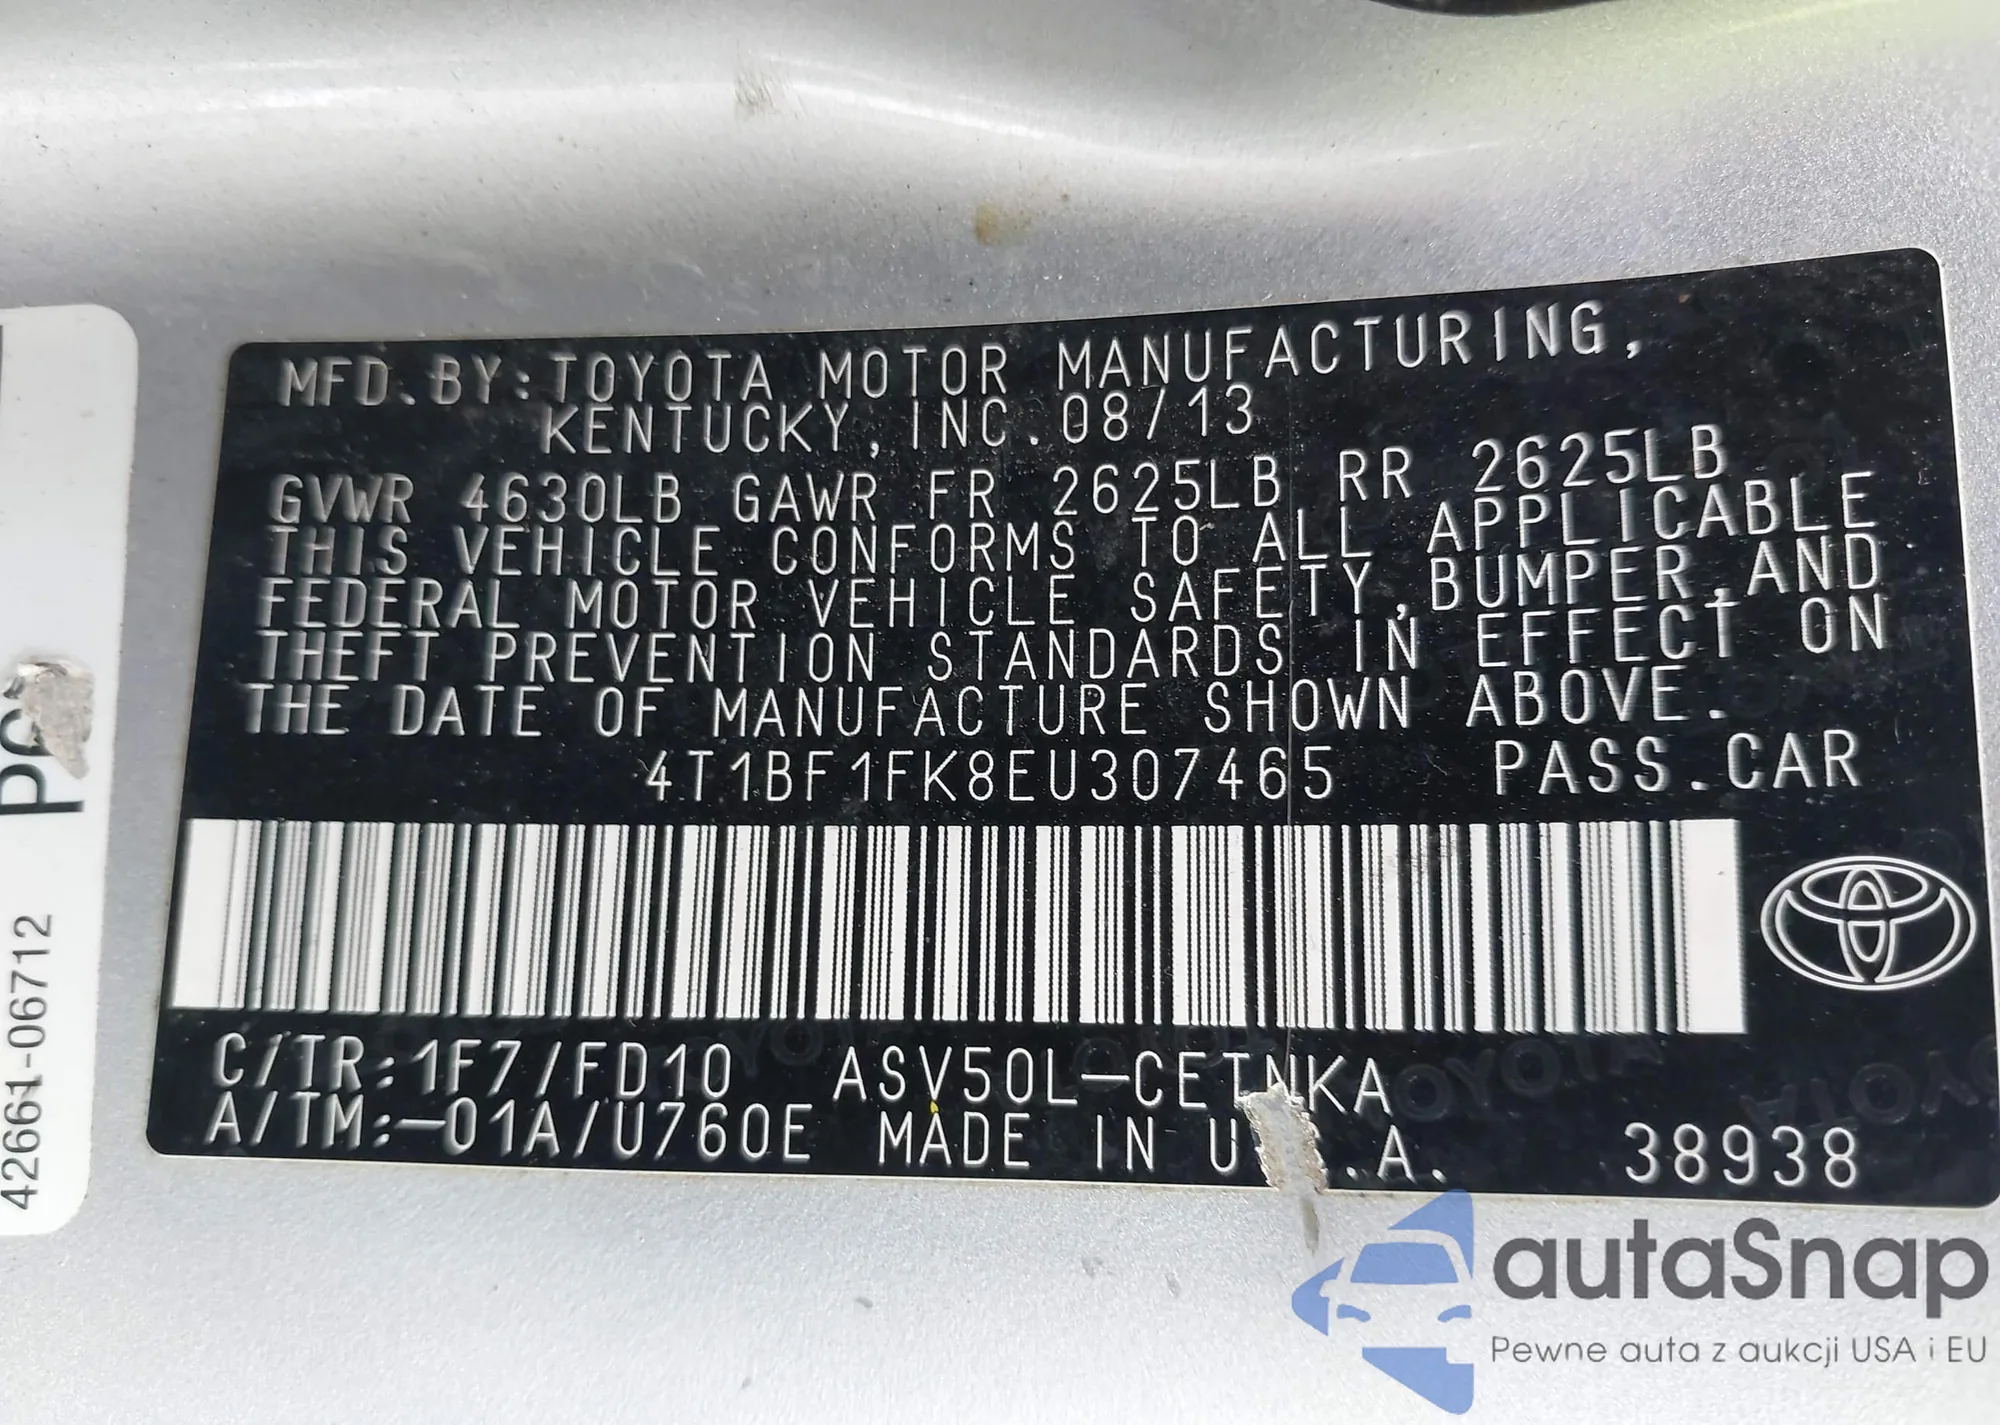 MFD.BY:TOYOTA MOTOR MANUFACTURING,
KENTUCKY,INC.08/13
GVWR 4630LB GAWR FR 2625LB RR 2625LB
THIS VEHICLE CONFORMS TO ALL APPLICABLE
FEDERAL MOTOR VEHICLE SAFETY,BUMPER,AND
THEFT PREVENTION STANDARDS IN EFFECT ON
THE DATE OF MANUFACTURE SHOWN ABOVE.
4T1BF1FK8EU307465 PASS.CAR
C/TR:1F7/FD10 ASV50L-CETNKA
A/TM:-01A/U760E MADE IN U .A. 38938
42661-06712
autaSnap
Pewne auta z aukcji USA i EU